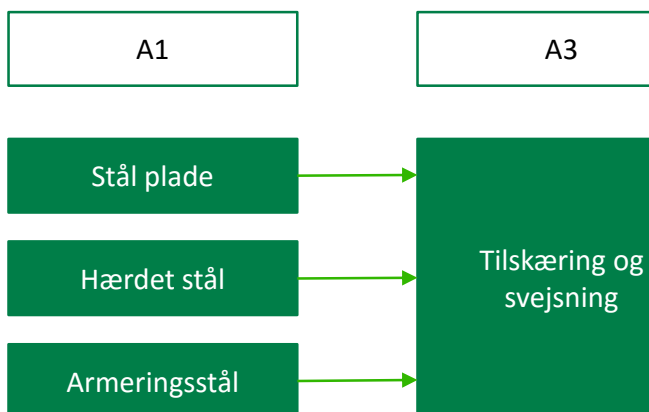 A1
A3
Stål plade
Hærdet stål
Armeringsstål
Tilskæring og
svejsning